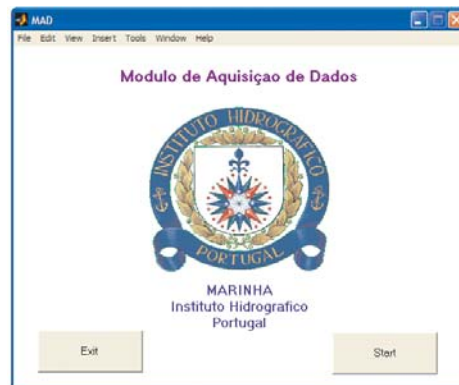 MAD
File Edit View Insert Tools Window Help
Modulo de Aquisiçao de Dados
INSTITUTO HIDROGRAFICO
PORTUGAL
MARINHA
Instituto Hidrografico
Portugal
Exit
Start